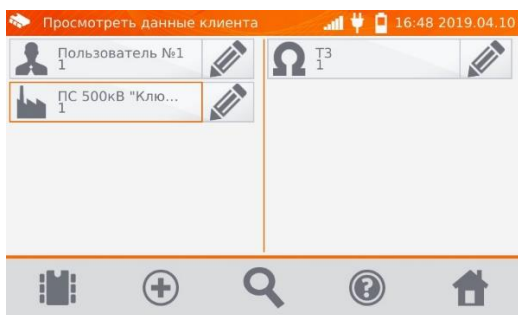 Просмотреть данные клиента 16:48 2019.04.10
Пользователь №1
1
ПС 500кВ "Клю...
1
Т3
1